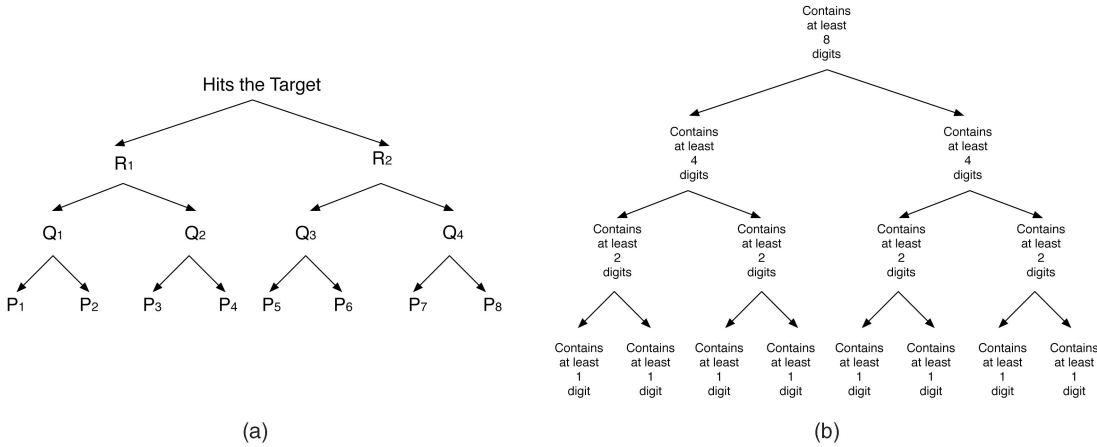 Hits the Target
R1
R2
Q1
Q2
Q3
Q4
P1
P2
P3
P4
P5
P6
P7
P8
(a)
Contains
at least
8
digits
Contains
at least
4
digits
Contains
at least
4
digits
Contains
at least
2
digits
Contains
at least
2
digits
Contains
at least
2
digits
Contains
at least
2
digits
Contains
at least
1
digit
Contains
at least
1
digit
Contains
at least
1
digit
Contains
at least
1
digit
Contains
at least
1
digit
Contains
at least
1
digit
Contains
at least
1
digit
Contains
at least
1
digit
(b)